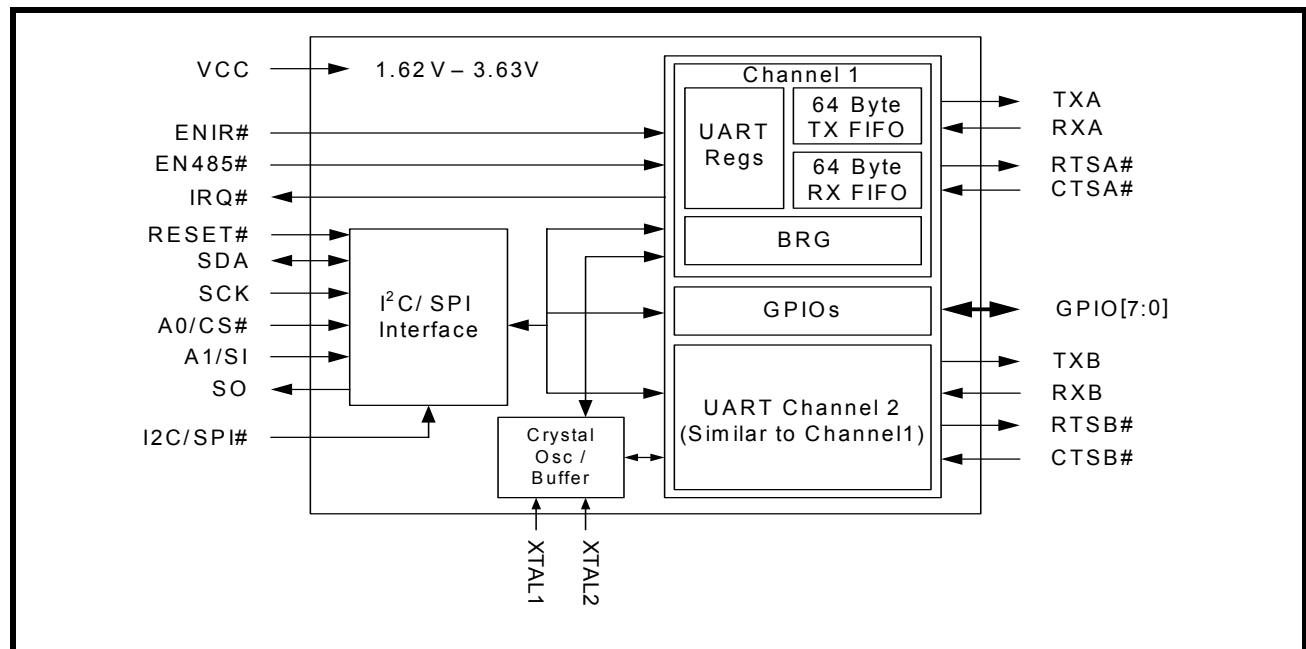 VCC
1.62V – 3.63V
ENIR#
EN485#
IRQ#
RESET#
SDA
SCK
A0/CS#
A1/SI
SO
I2C/SPI#
I²C/SPI
Interface
Crystal
Osc /
Buffer
XTAL1
XTAL2
Channel 1
UART
Regs
64 Byte
TX FIFO
64 Byte
RX FIFO
BRG
GPIOs
UART Channel 2
(Similar to Channel1)
TXA
RXA
RTSA#
CTSA#
GPIO[7:0]
TXB
RXB
RTSB#
CTSB#